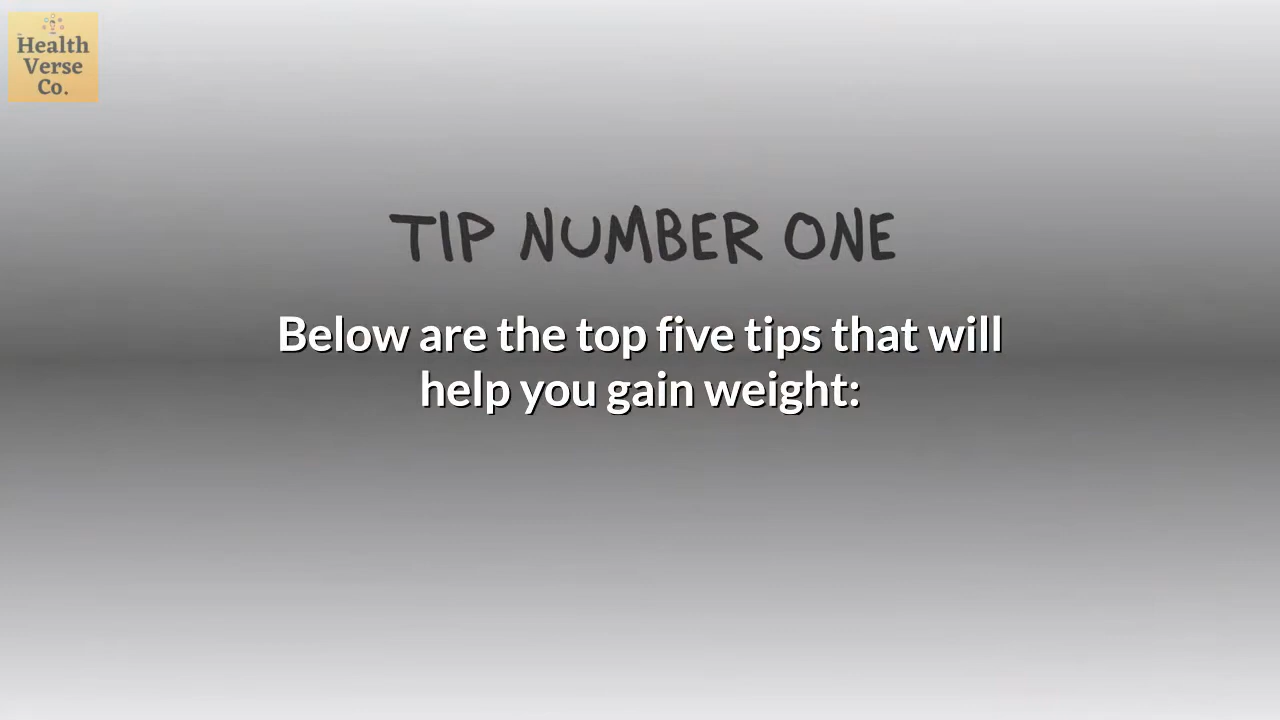 Health
Verse
Co.
TIP NUMBER ONE
Below are the top five tips that will
help you gain weight: